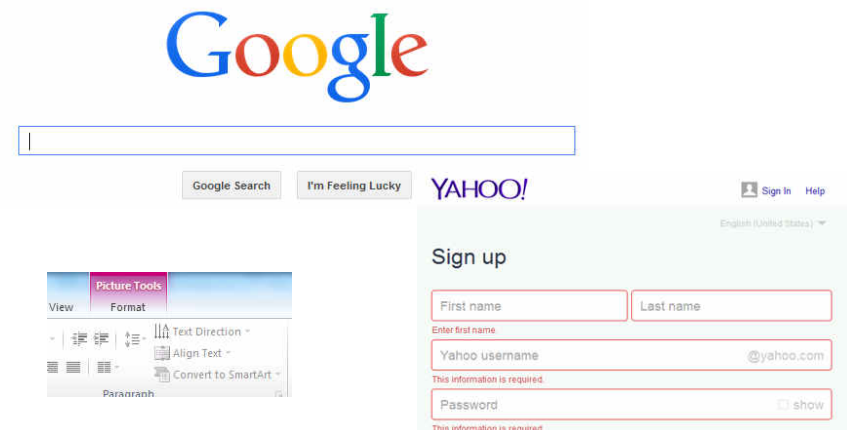 Google
Google Search
I'm Feeling Lucky
YAHOO!
Sign In Help
English (United States)
Sign up
First name
Last name
Enter first name
Yahoo username @yahoo.com
This information is required.
Password show
This information is required.
Picture Tools
View Format
Text Direction
Align Text
Convert to SmartArt
Paragraph